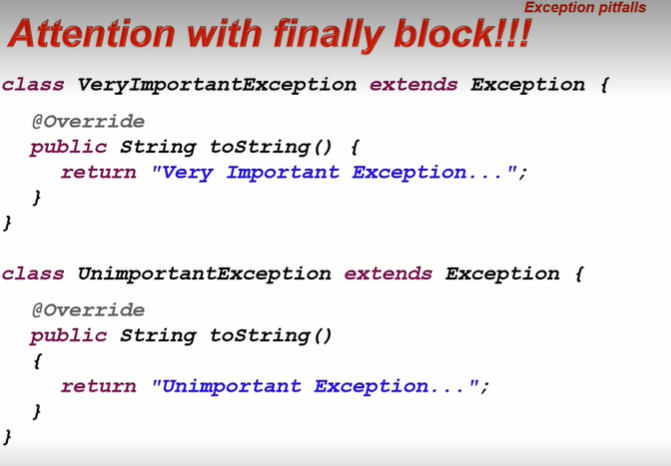 Exception pitfalls
Attention with finally block!!!
class VeryImportantException extends Exception {
@Override
public String toString() {
return "Very Important Exception...";
}
}
class UnimportantException extends Exception {
@Override
public String toString()
{
return "Unimportant Exception...";
}
}